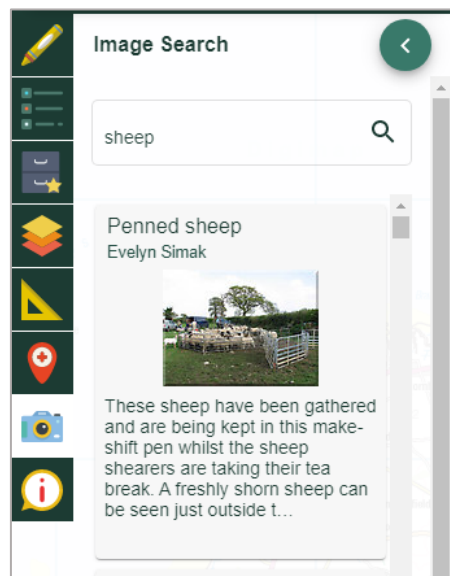 Image Search
sheep
Penned sheep
Evelyn Simak
These sheep have been gathered
and are being kept in this make-
shift pen whilst the sheep
shearers are taking their tea
break. A freshly shorn sheep can
be seen just outside t...